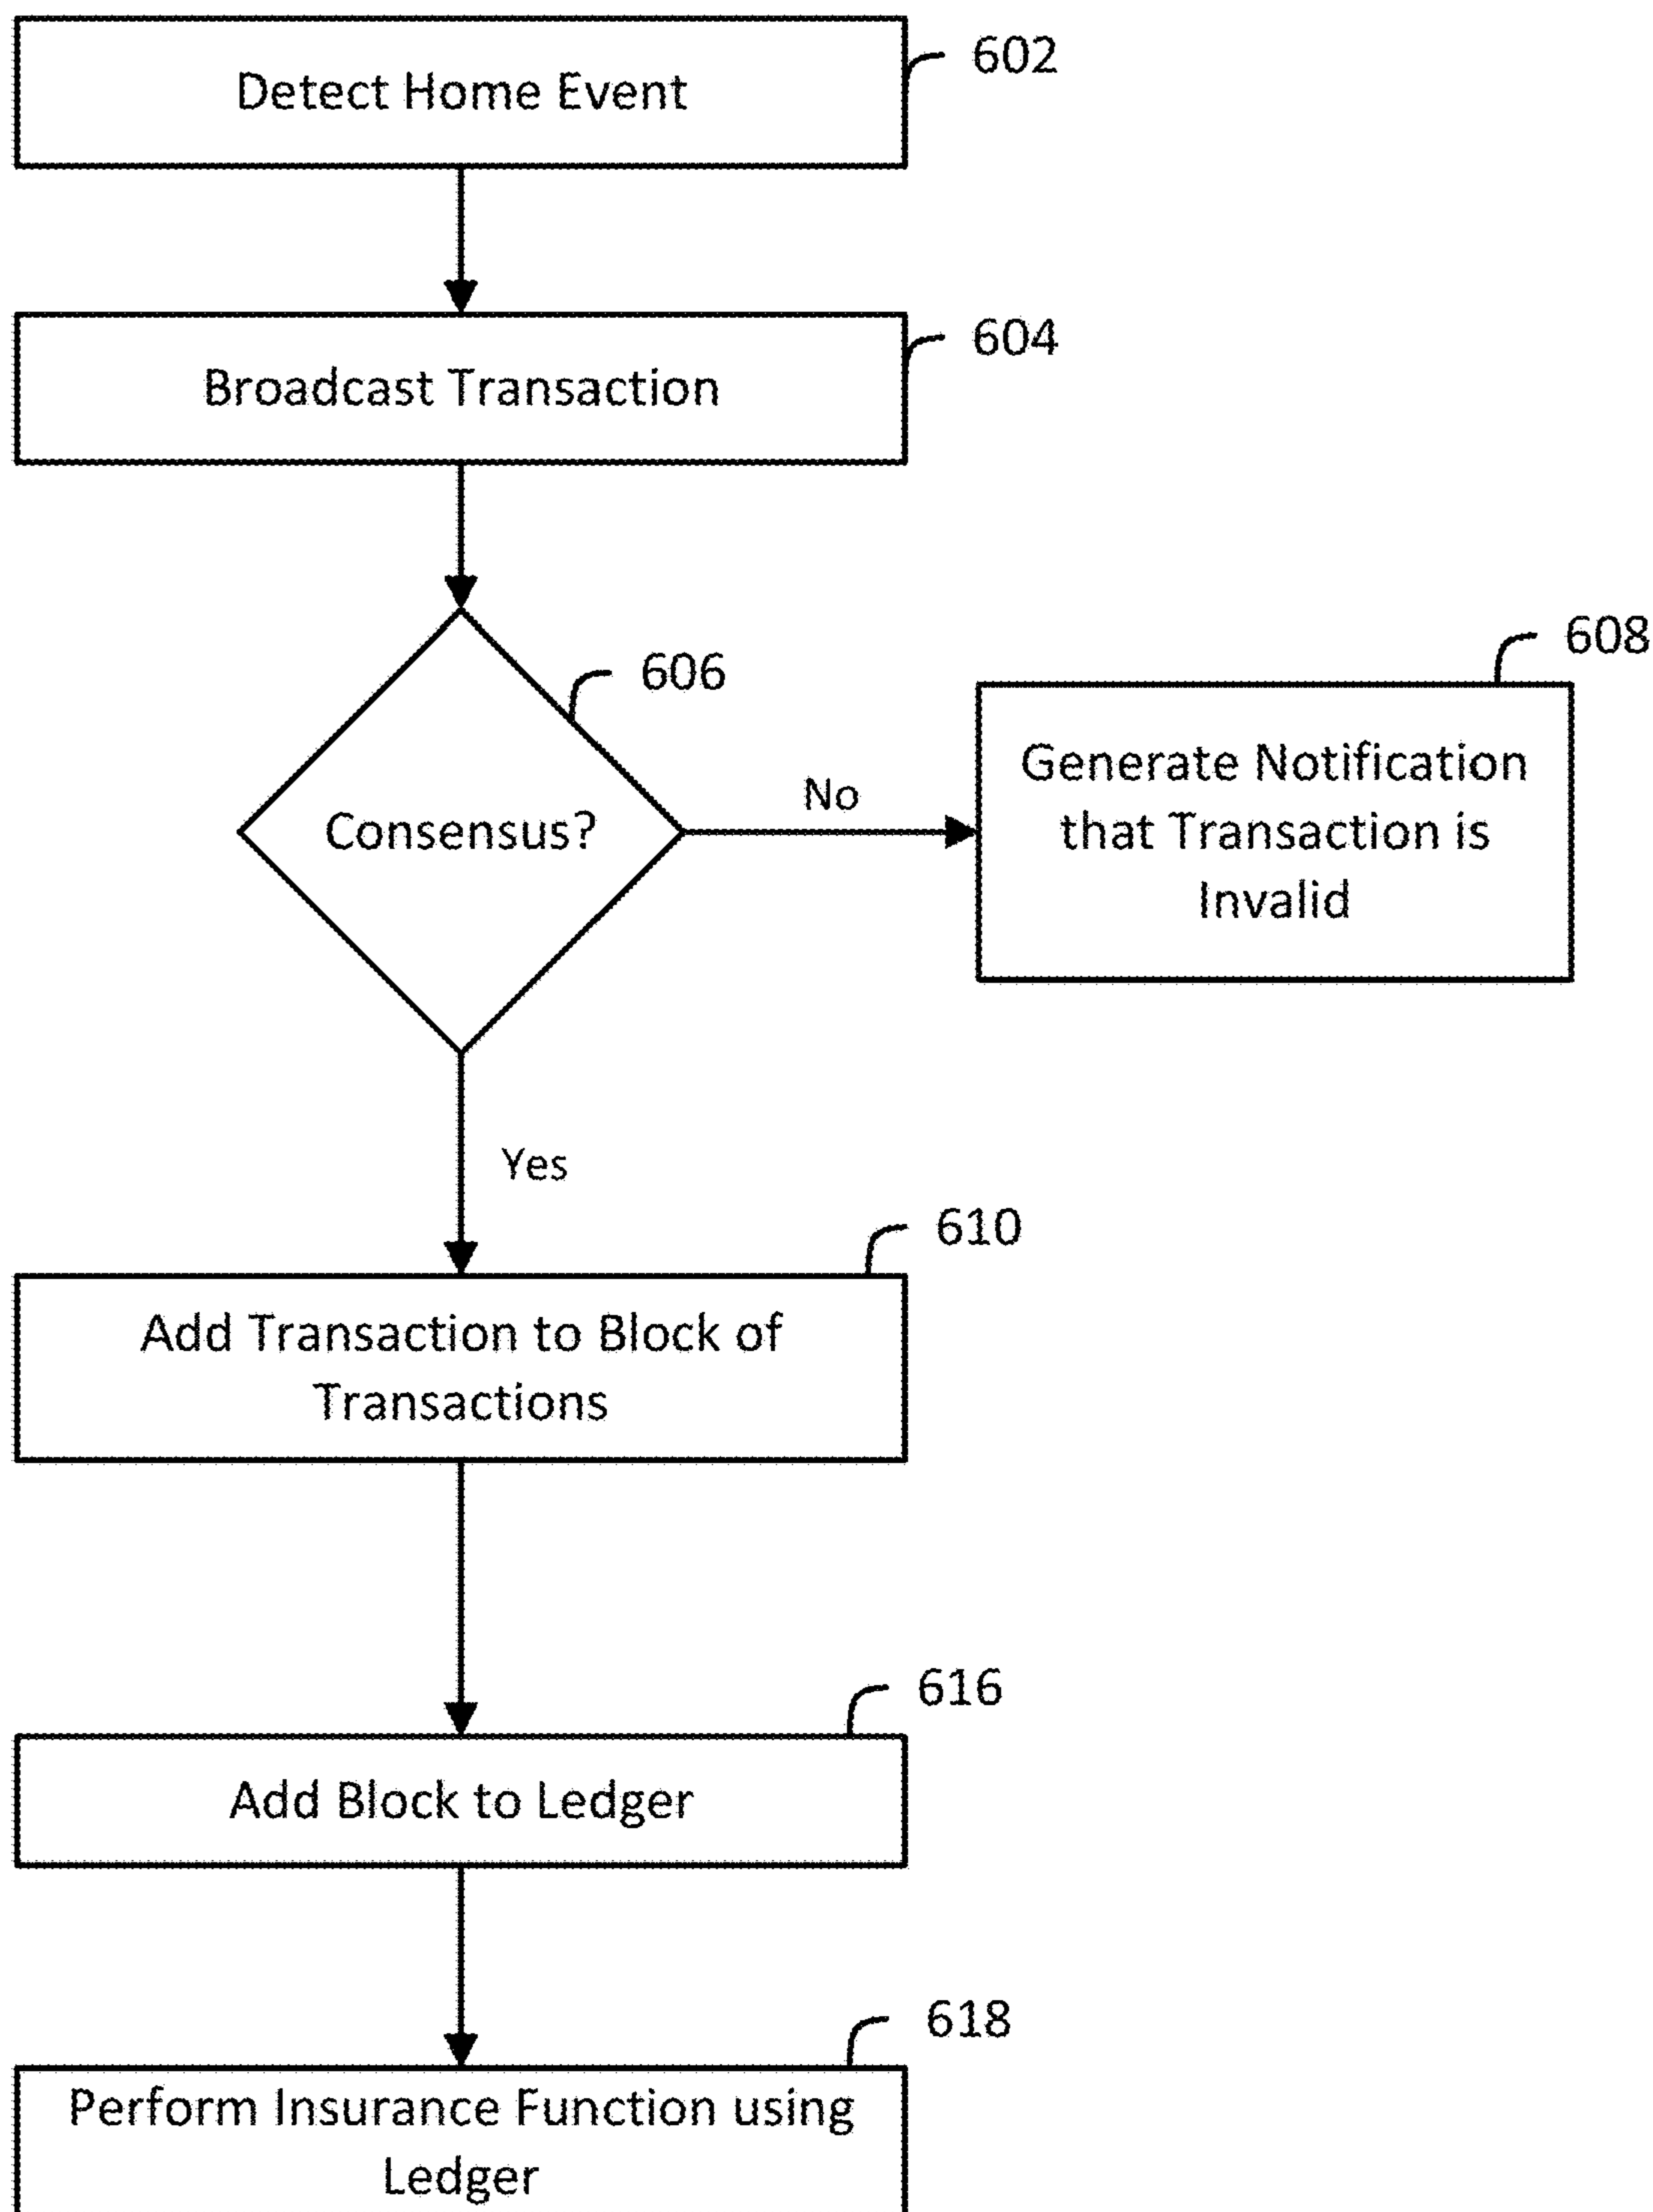 602
Detect Home Event
604
Broadcast Transaction
606
Consensus?
No
608
Generate Notification
that Transaction is
Invalid
Yes
610
Add Transaction to Block of
Transactions
616
Add Block to Ledger
618
Perform Insurance Function using
Ledger